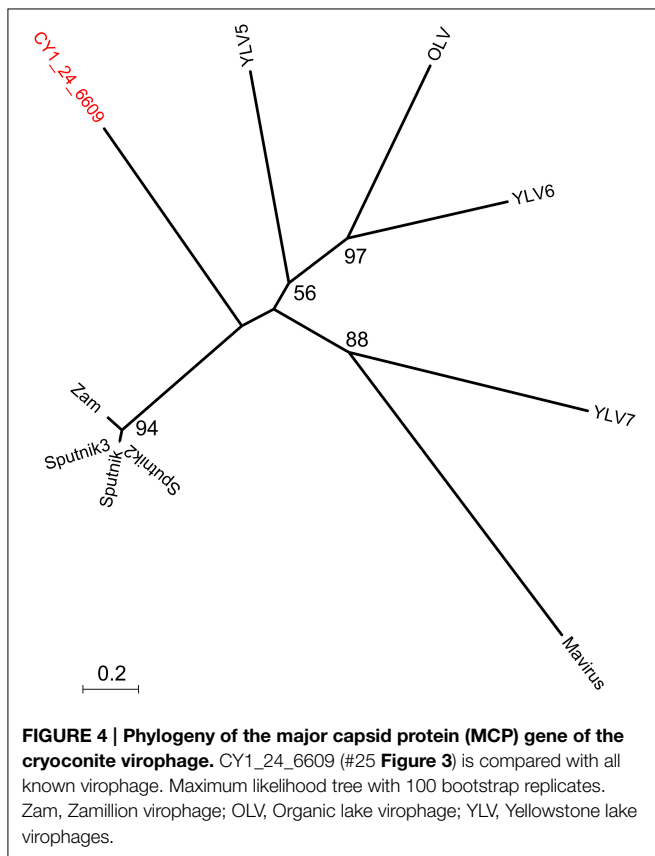 CY1_24_6609
YLV5
OLV
YLV6
97
56
88
YLV7
Zam
94
Sputnik3
Sputnik
Sputnik2
Mavirus
0.2
FIGURE 4 | Phylogeny of the major capsid protein (MCP) gene of the
cryoconite virophage. CY1_24_6609 (#25 Figure 3) is compared with all
known virophage. Maximum likelihood tree with 100 bootstrap replicates.
Zam, Zamillion virophage; OLV, Organic lake virophage; YLV, Yellowstone lake
virophages.